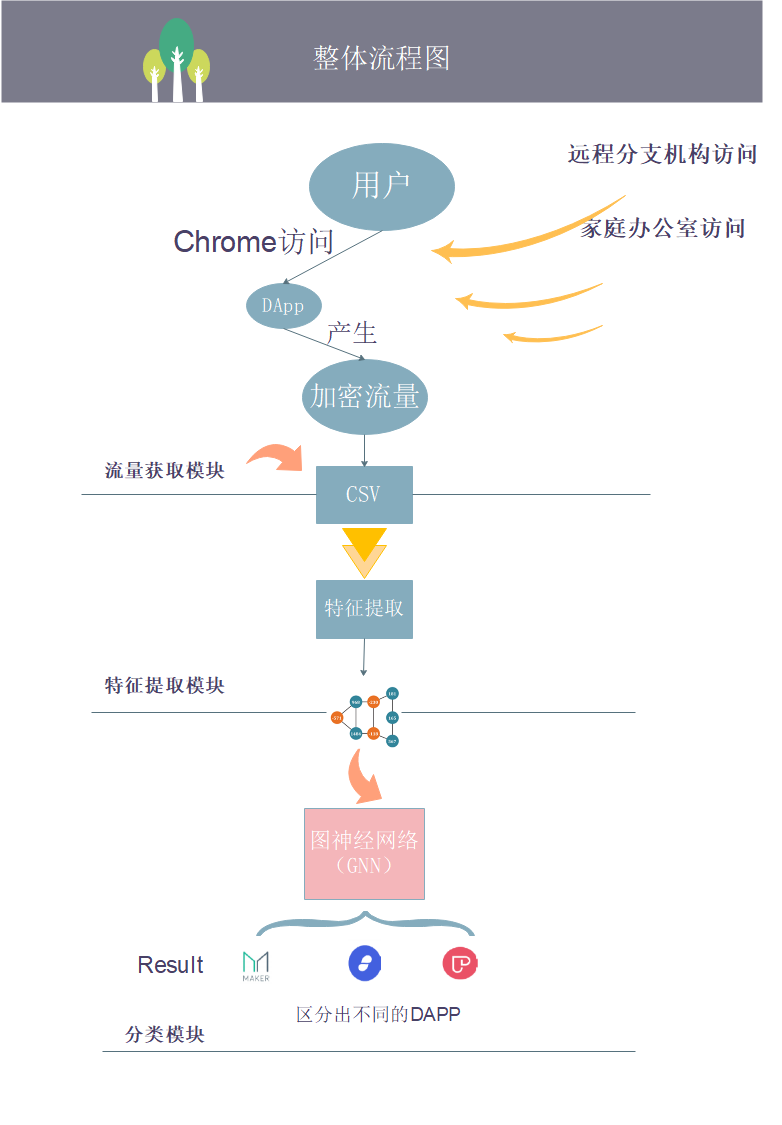 整体流程图
用户
远程分支机构访问
家庭办公室访问
Chrome访问
DApp
产生
加密流量
流量获取模块
CSV
特征提取
特征提取模块
图神经网络
（GNN）
Result
MAKER
区分出不同的DAPP
分类模块